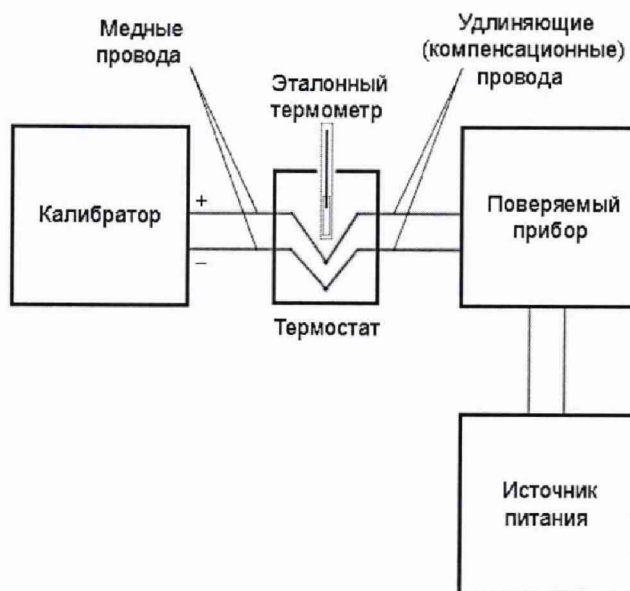 Медные
провода
Удлиняющие
(компенсационные)
провода
Эталонный
термометр
Калибратор
+
–
Поверяемый
прибор
Термостат
Источник
питания